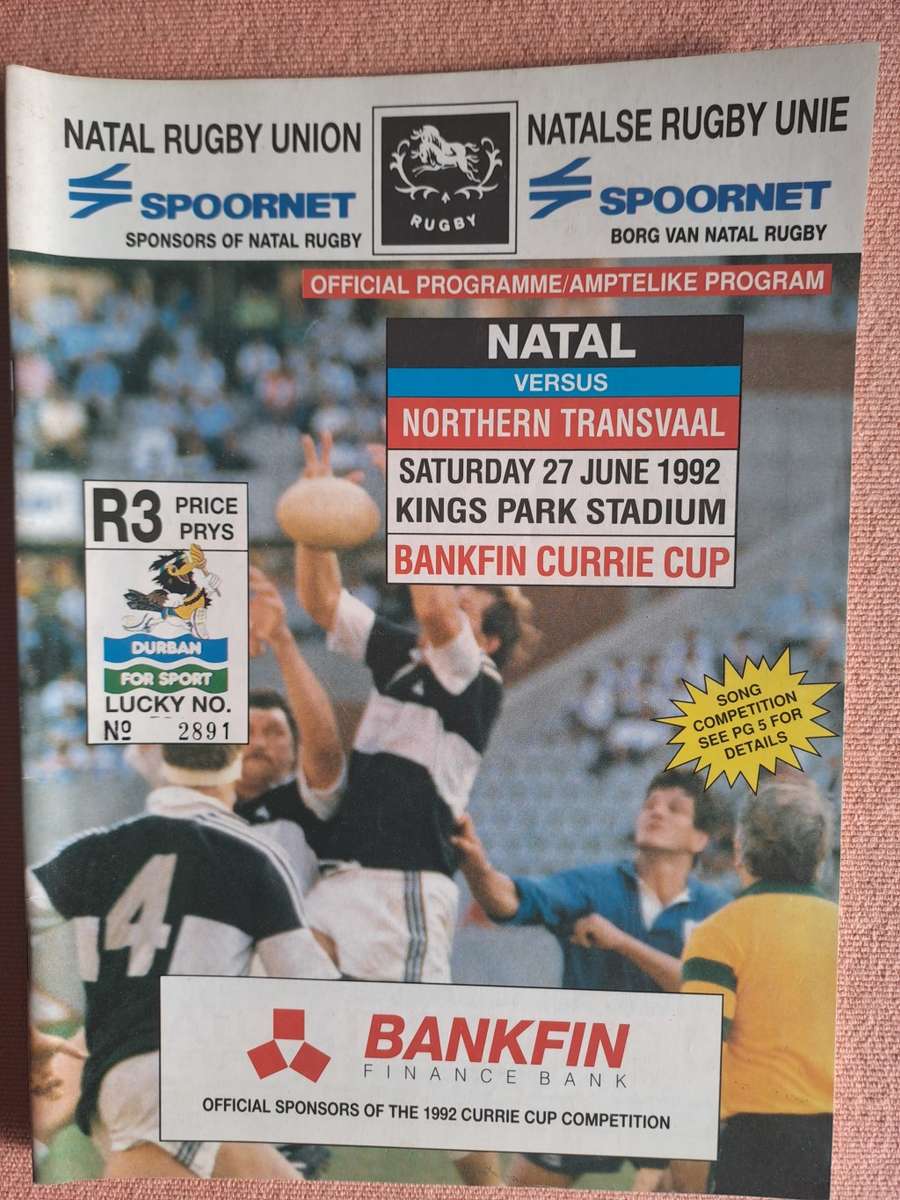 NATAL RUGBY UNION
SPOORNET
SPONSORS OF NATAL RUGBY
RUGBY
NATALSE RUGBY UNIE
SPOORNET
BORG VAN NATAL RUGBY
OFFICIAL PROGRAMME/AMPTELIKE PROGRAM
NATAL
VERSUS
NORTHERN TRANSVAAL
SATURDAY 27 JUNE 1992
KINGS PARK STADIUM
BANKFIN CURRIE CUP
R3 PRICE
PRYS
DURBAN
FOR SPORT
LUCKY NO.
Nº 2891
SONG
COMPETITION
SEE PG 5 FOR
DETAILS
4
BANKFIN
FINANCE BANK
OFFICIAL SPONSORS OF THE 1992 CURRIE CUP COMPETITION